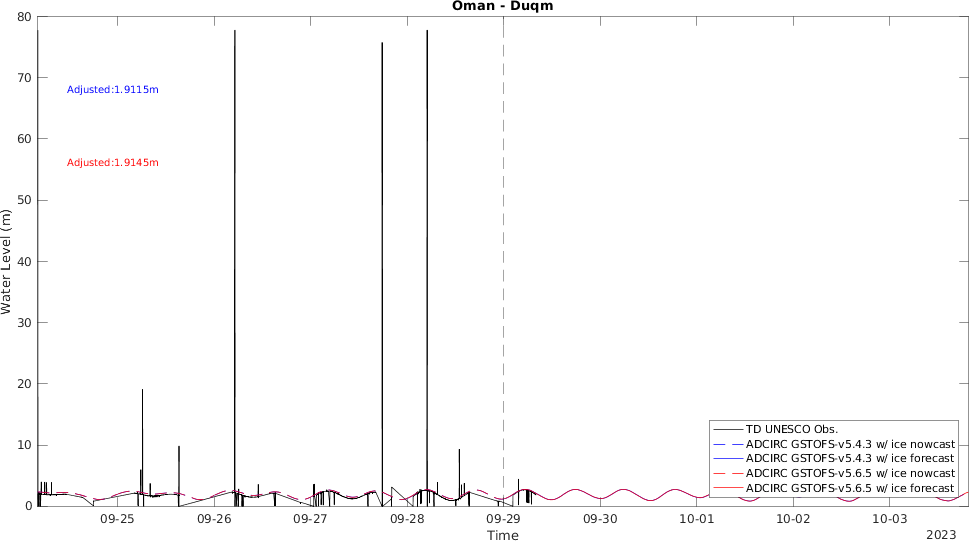 Oman - Duqm
80
70
60
50
40
30
20
10
0
Water Level (m)
Adjusted:1.9115m
Adjusted:1.9145m
TD UNESCO Obs.
ADCIRC GSTOFS-v5.4.3 w/ ice nowcast
ADCIRC GSTOFS-v5.4.3 w/ ice forecast
ADCIRC GSTOFS-v5.6.5 w/ ice nowcast
ADCIRC GSTOFS-v5.6.5 w/ ice forecast
09-25 09-26 09-27 09-28 09-29 09-30 10-01 10-02 10-03
Time
2023